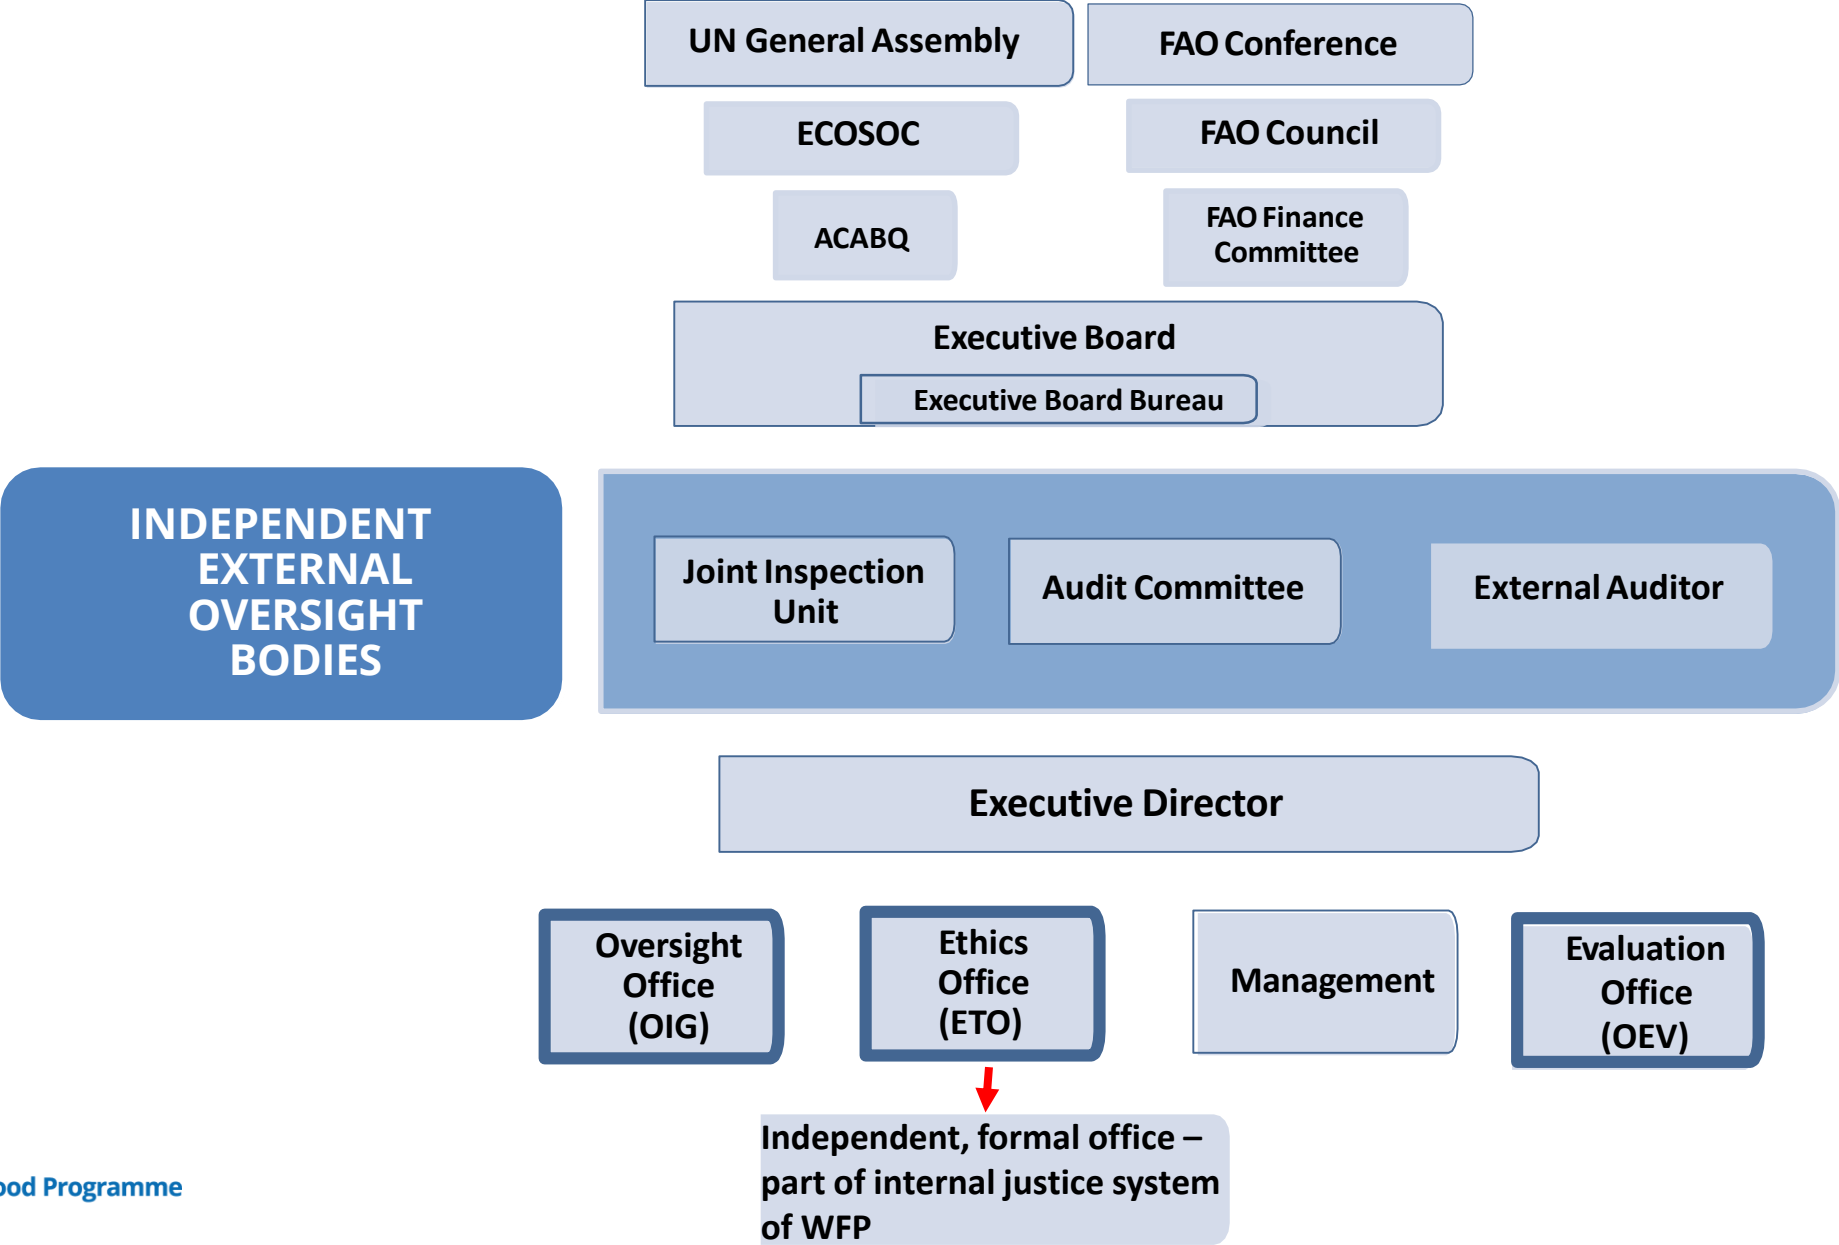 UN General Assembly
FAO Conference
ECOSOC
FAO Council
ACABQ
FAO Finance
Committee
Executive Board
Executive Board Bureau
INDEPENDENT
EXTERNAL
OVERSIGHT
BODIES
Joint Inspection
Unit
Audit Committee
External Auditor
Executive Director
Oversight
Office
(OIG)
Ethics
Office
(ETO)
Management
Evaluation
Office
(OEV)
Independent, formal office –
part of internal justice system
of WFP
Programme